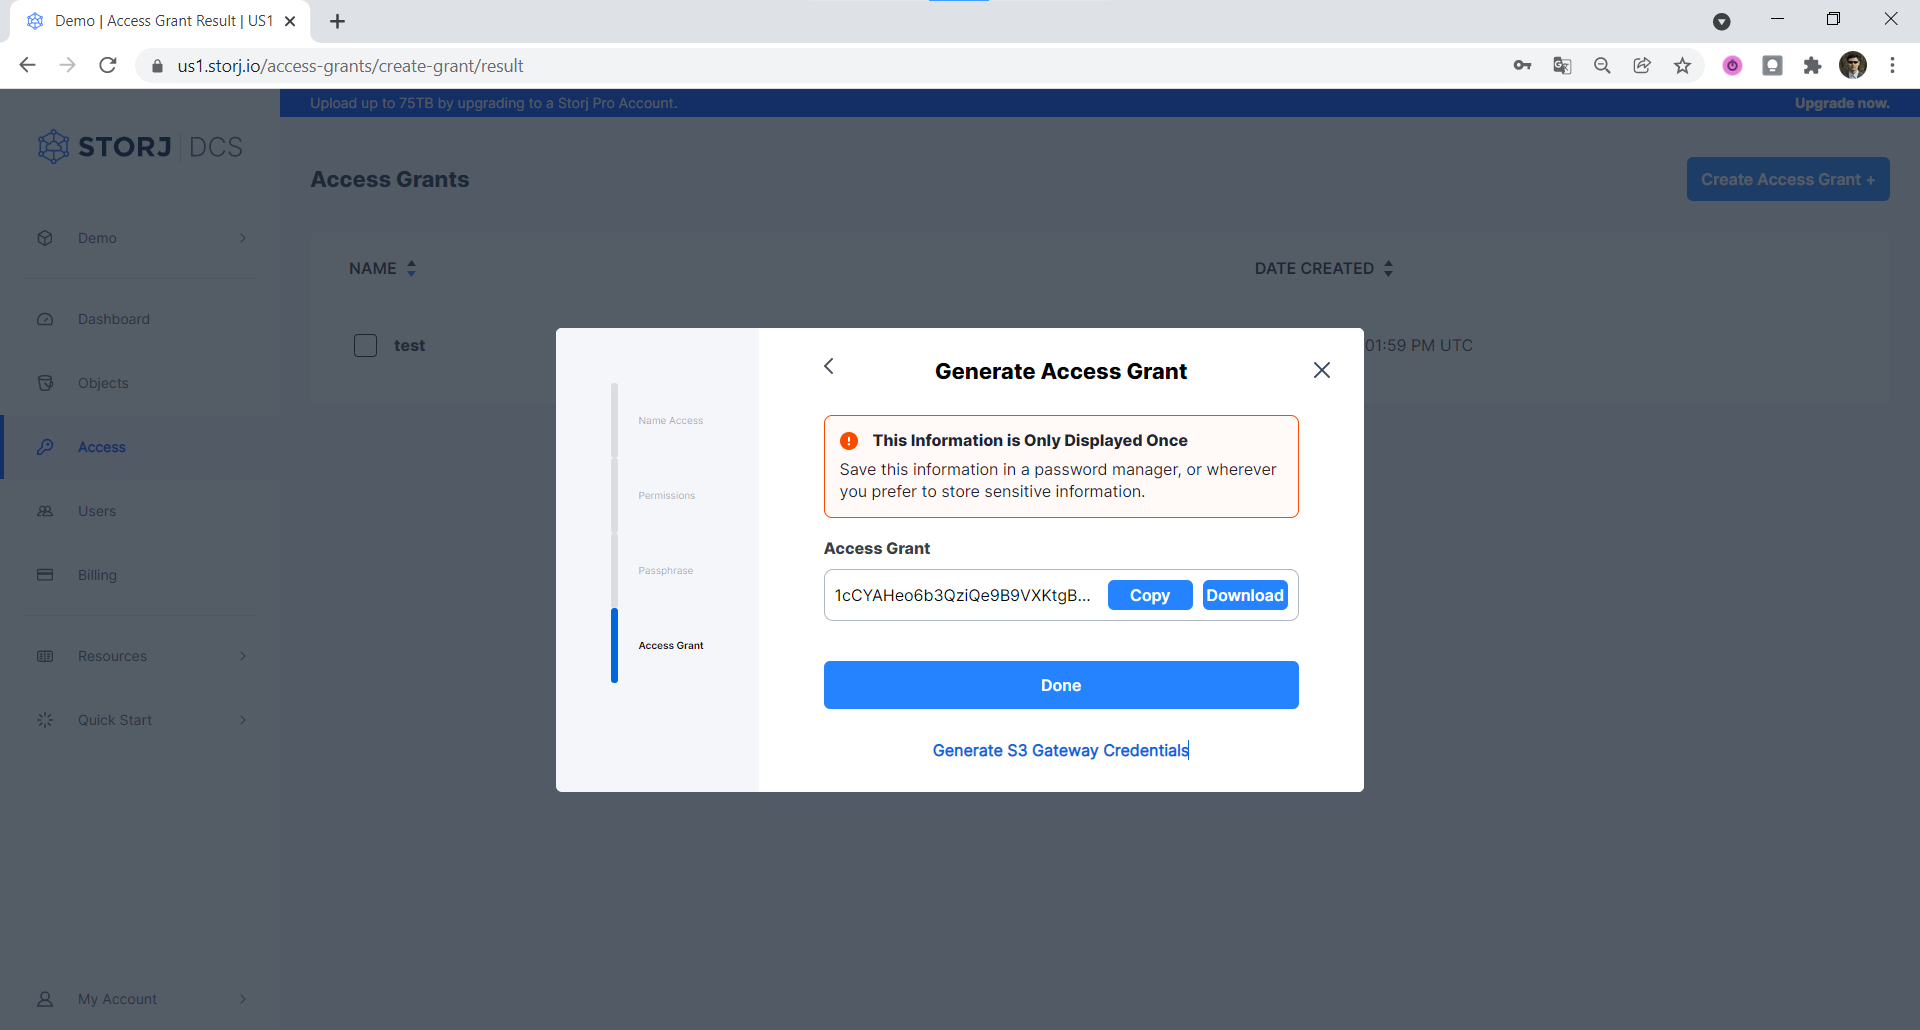 Demo | Access Grant Result | US1
us1.storj.io/access-grants/create-grant/result
Upload up to 75TB by upgrading to a Storj Pro Account.
Upgrade now.
STORJ | DCS
Access Grants
Create Access Grant +
Demo
NAME
DATE CREATED
Dashboard
test
01:59 PM UTC
Objects
Access
Users
Billing
Resources
Quick Start
My Account
Name Access
Permissions
Passphrase
Access Grant
Generate Access Grant
This Information is Only Displayed Once
Save this information in a password manager, or wherever
you prefer to store sensitive information.
Access Grant
1cCYAHeo6b3QziQe9B9VXKtgB...
Copy
Download
Done
Generate S3 Gateway Credentials